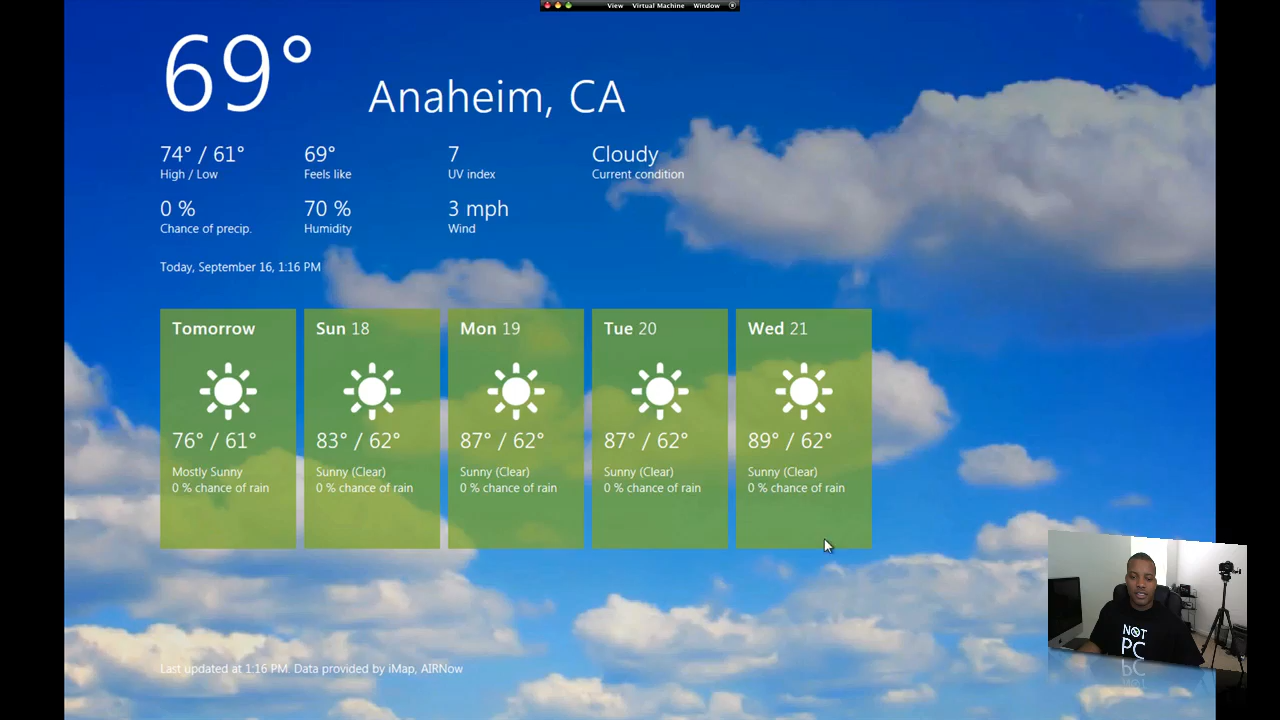 View Virtual Machine Window
69°
Anaheim, CA
74° / 61° 69° 7 Cloudy
High / Low Feels like UV index Current condition
0 % 70 % 3 mph
Chance of precip. Humidity Wind
Today, September 16, 1:16 PM
Tomorrow Sun 18 Mon 19 Tue 20 Wed 21
76° / 61° 83° / 62° 87° / 62° 87° / 62° 89° / 62°
Mostly Sunny Sunny (Clear) Sunny (Clear) Sunny (Clear) Sunny (Clear)
0 % chance of rain 0 % chance of rain 0 % chance of rain 0 % chance of rain 0 % chance of rain
NOT
PC
Last updated at 1:16 PM. Data provided by iMap, AIRNow